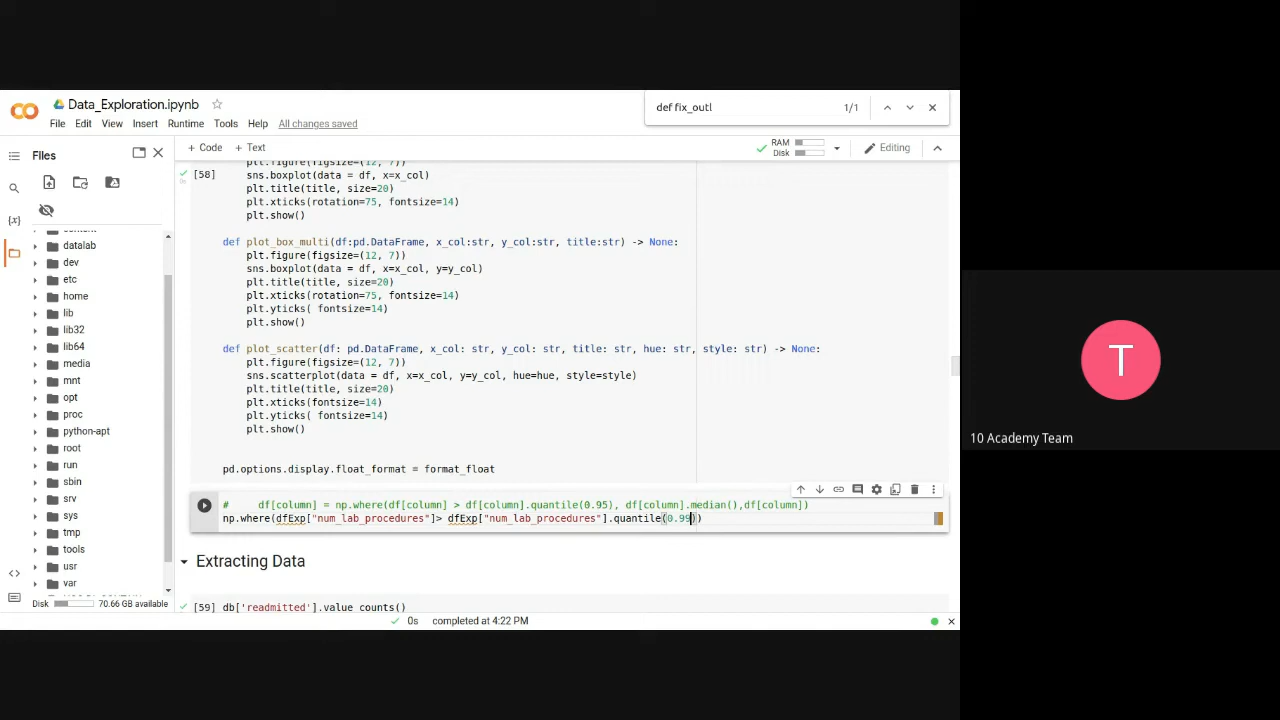 Data_Exploration.ipynb
def fix_outl
1/1
File Edit View Insert Runtime Tools Help All changes saved
Files
+ Code + Text
RAM
Disk
Editing
datalab
dev
etc
home
lib
lib32
lib64
media
mnt
opt
proc
python-apt
root
run
sbin
srv
sys
tmp
tools
usr
var
Disk 70.66 GB available
plt.figure(figsize=(12, 7))
[58] sns.boxplot(data = df, x=x_col)
plt.title(title, size=20)
plt.xticks(rotation=75, fontsize=14)
plt.show()
def plot_box_multi(df:pd.DataFrame, x_col:str, y_col:str, title:str) -> None:
plt.figure(figsize=(12, 7))
sns.boxplot(data = df, x=x_col, y=y_col)
plt.title(title, size=20)
plt.xticks(rotation=75, fontsize=14)
plt.yticks( fontsize=14)
plt.show()
def plot_scatter(df: pd.DataFrame, x_col: str, y_col: str, title: str, hue: str, style: str) -> None:
plt.figure(figsize=(12, 7))
sns.scatterplot(data = df, x=x_col, y=y_col, hue=hue, style=style)
plt.title(title, size=20)
plt.xticks(fontsize=14)
plt.yticks( fontsize=14)
plt.show()
pd.options.display.float_format = format_float
# df[column] = np.where(df[column] > df[column].quantile(0.95), df[column].median(),df[column])
np.where(dfExp["num_lab_procedures"]> dfExp["num_lab_procedures"].quantile(0.99))
Extracting Data
[59] db['readmitted'].value_counts()
0s completed at 4:22 PM
T
10 Academy Team